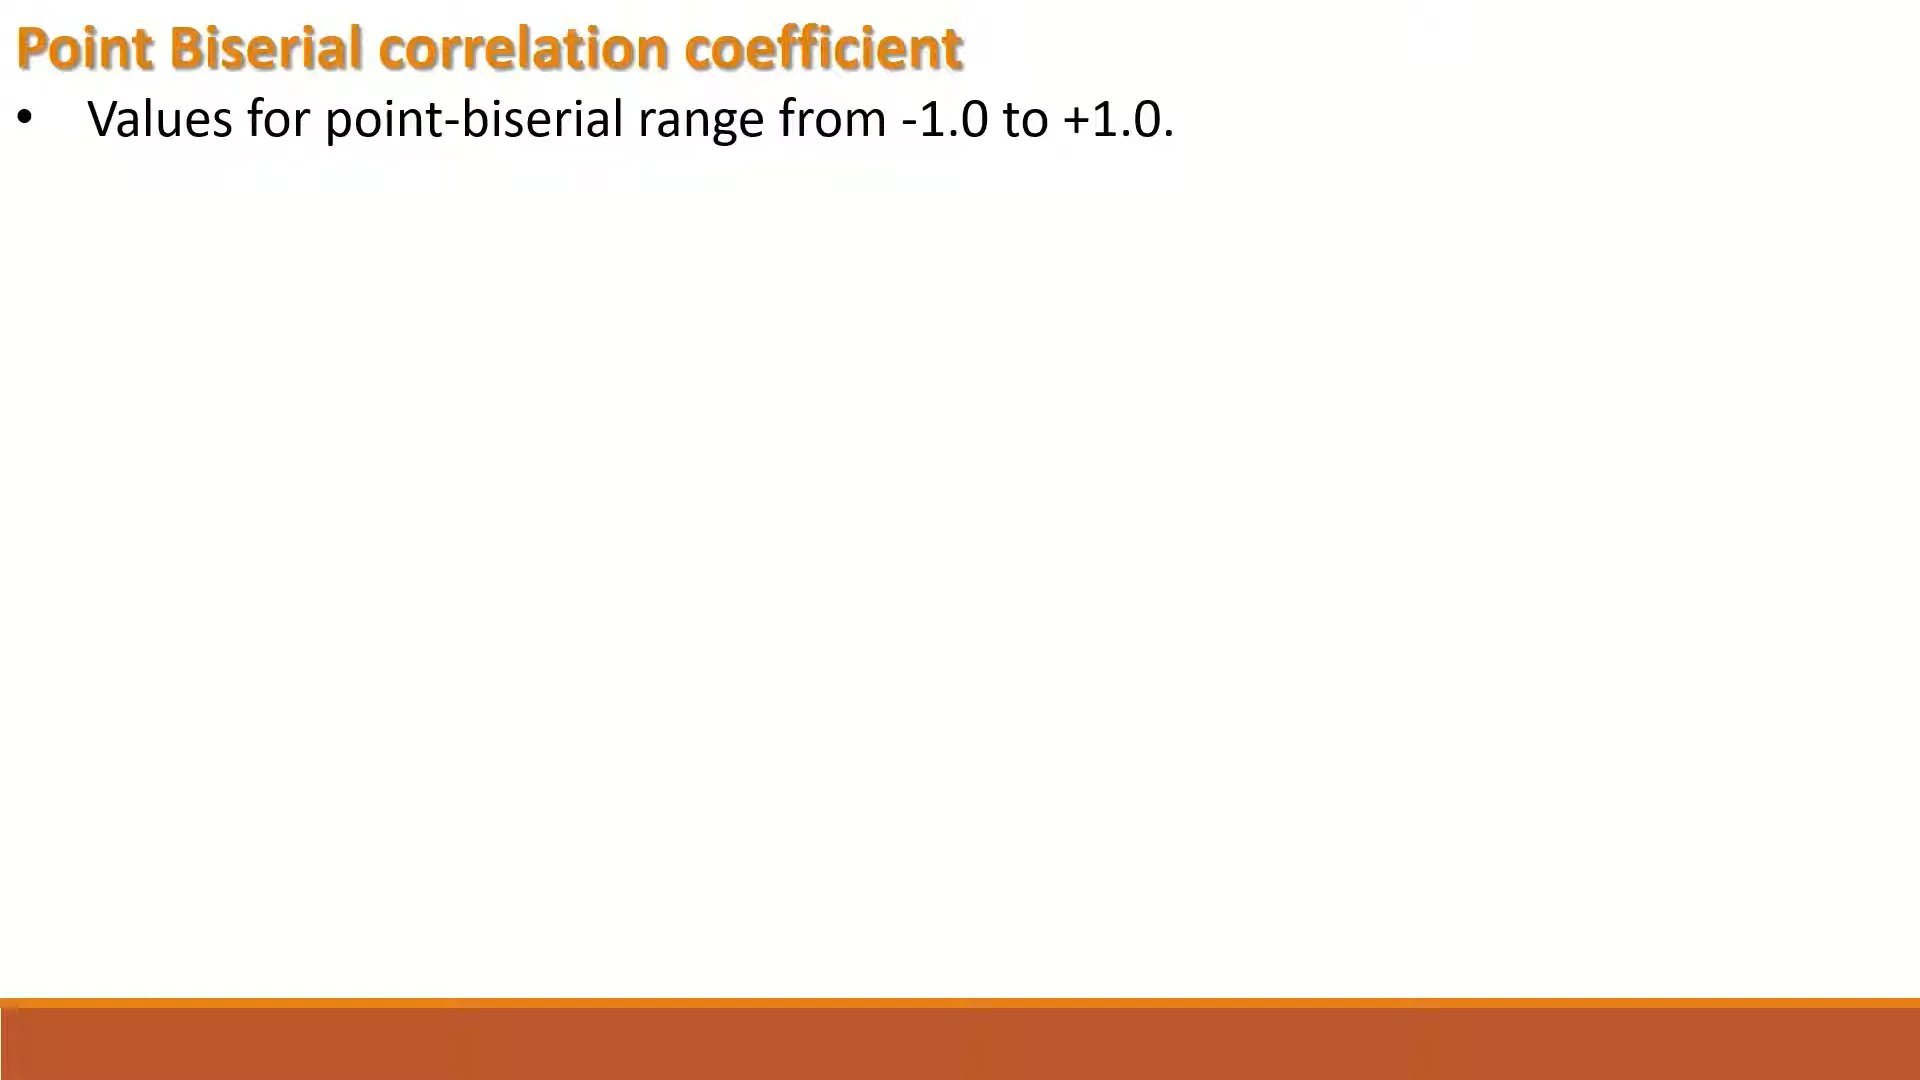 Point Biserial correlation coefficient
• Values for point-biserial range from -1.0 to +1.0.